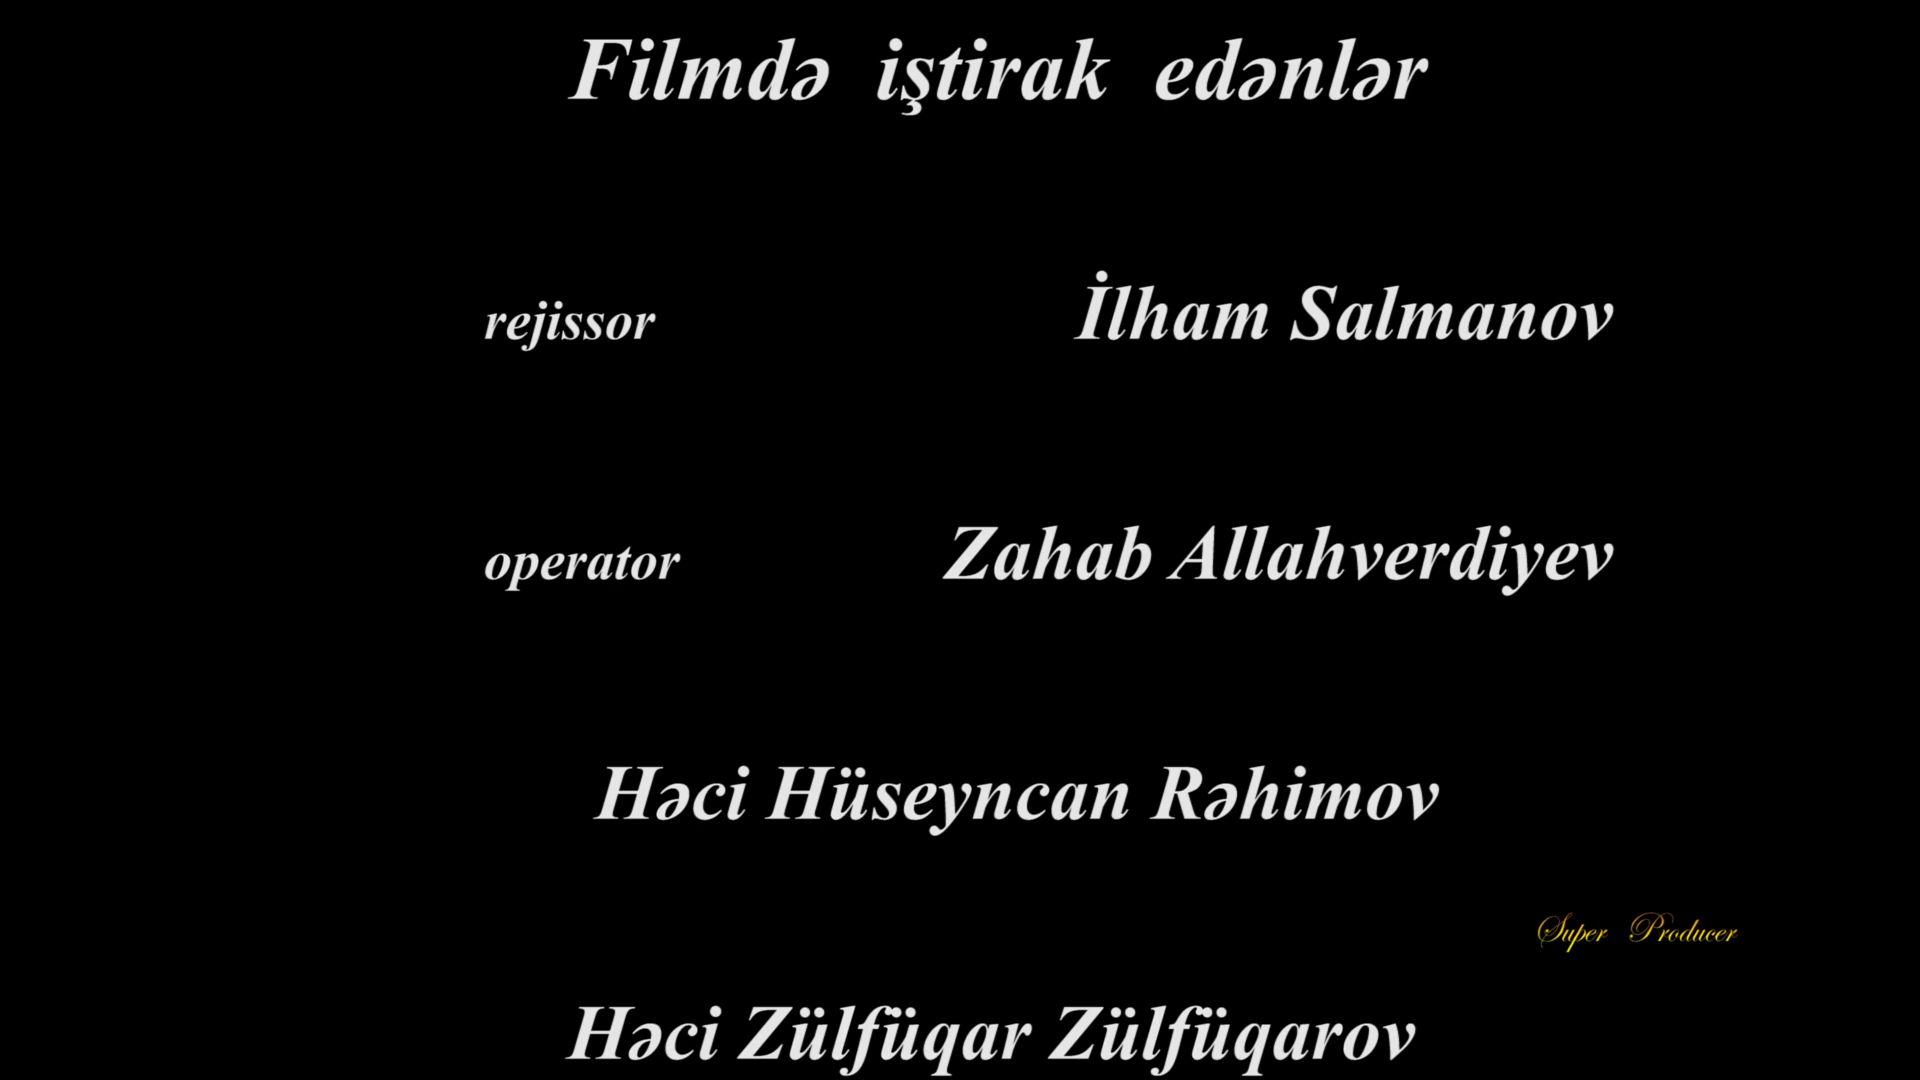 Filmdə iştirak edənlər
rejissor İlham Salmanov
operator Zahab Allahverdiyev
Həci Hüseyncan Rəhimov
Super Producer
Həci Zülfüqar Zülfüqarov